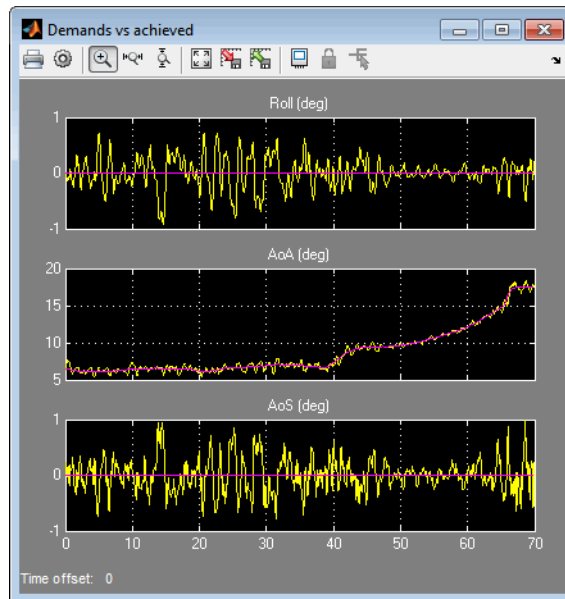 Demands vs achieved
Roll (deg)
1
0
-1
AoA (deg)
20
15
10
5
AoS (deg)
1
0
-1
0 10 20 30 40 50 60 70
Time offset: 0